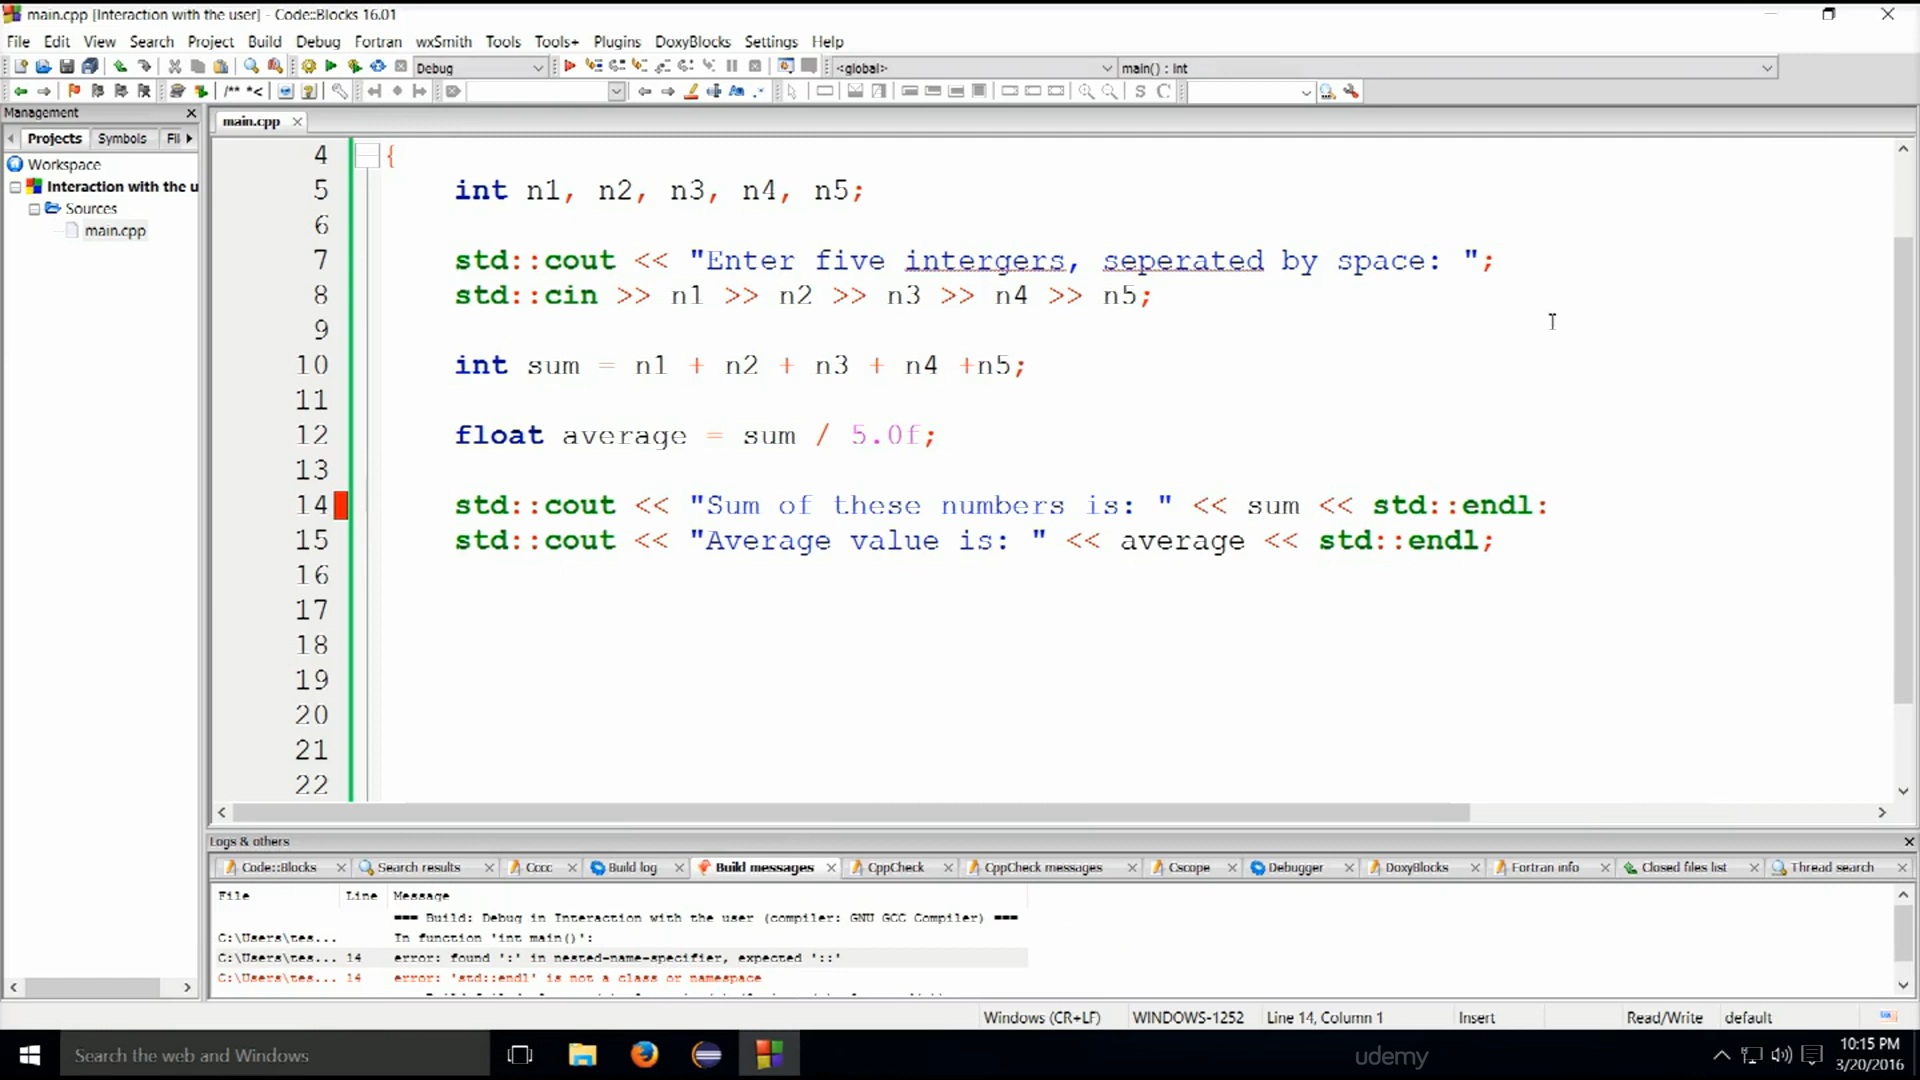 main.cpp [Interaction with the user] - Code::Blocks 16.01
File Edit View Search Project Build Debug Fortran wxSmith Tools Tools+ Plugins DoxyBlocks Settings Help
Debug <global> main() : int
/** *<
S C
Management
main.cpp
Projects Symbols Fil
Workspace
Interaction with the u
Sources
main.cpp
4 {
5 int n1, n2, n3, n4, n5;
6
7 std::cout << "Enter five intergers, seperated by space: ";
8 std::cin >> n1 >> n2 >> n3 >> n4 >> n5;
9
10 int sum = n1 + n2 + n3 + n4 +n5;
11
12 float average = sum / 5.0f;
13
14 std::cout << "Sum of these numbers is: " << sum << std::endl:
15 std::cout << "Average value is: " << average << std::endl;
16
17
18
19
20
21
22
Logs & others
Code::Blocks Search results Cccc Build log Build messages CppCheck CppCheck messages Cscope Debugger DoxyBlocks Fortran info Closed files list Thread search
File Line Message
=== Build: Debug in Interaction with the user (compiler: GNU GCC Compiler) ===
C:\Users\tes... In function 'int main()':
C:\Users\tes... 14 error: found ':' in nested-name-specifier, expected '::'
C:\Users\tes... 14 error: 'std::endl' is not a class or namespace
Windows (CR+LF) WINDOWS-1252 Line 14, Column 1 Insert Read/Write default
Search the web and Windows
udemy
10:15 PM
3/20/2016